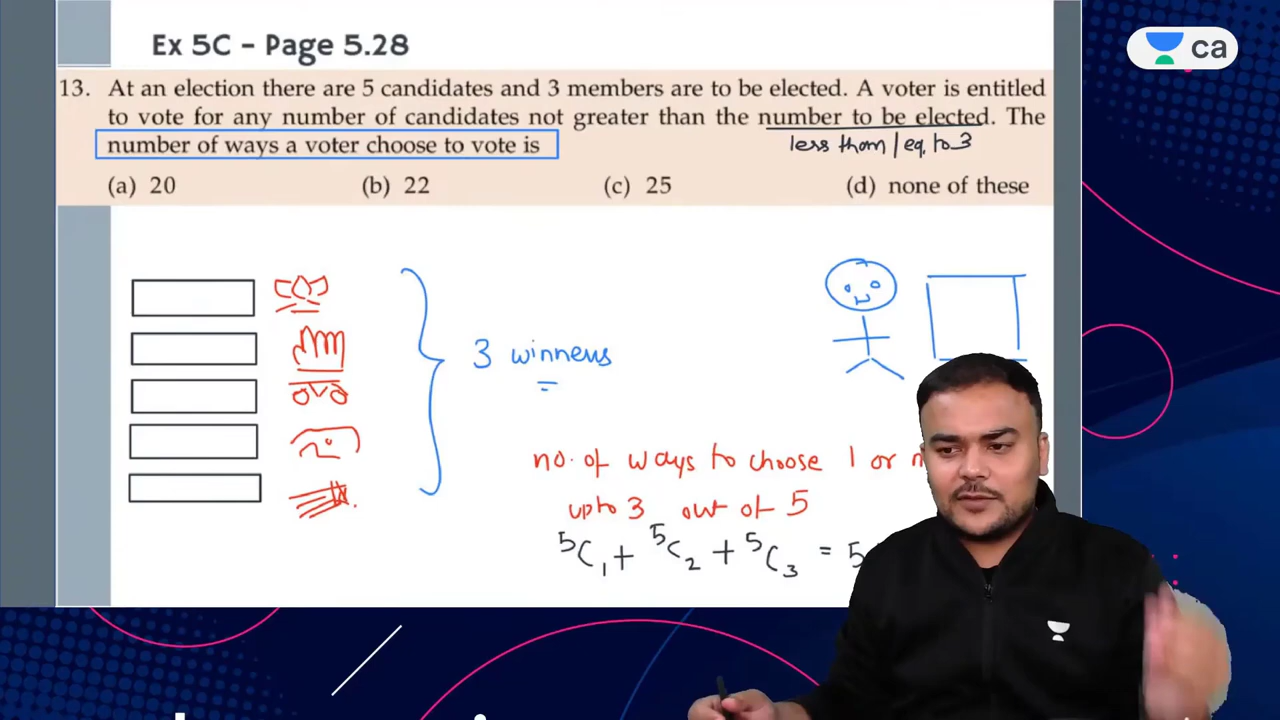 Ex 5C - Page 5.28
ca
13. At an election there are 5 candidates and 3 members are to be elected. A voter is entitled
to vote for any number of candidates not greater than the number to be elected. The
number of ways a voter choose to vote is
less than / eq. to 3
(a) 20 (b) 22 (c) 25 (d) none of these
3 winners
no. of ways to choose 1 or
upto 3 out of 5
⁵C₁ + ⁵C₂ + ⁵C₃ = 5